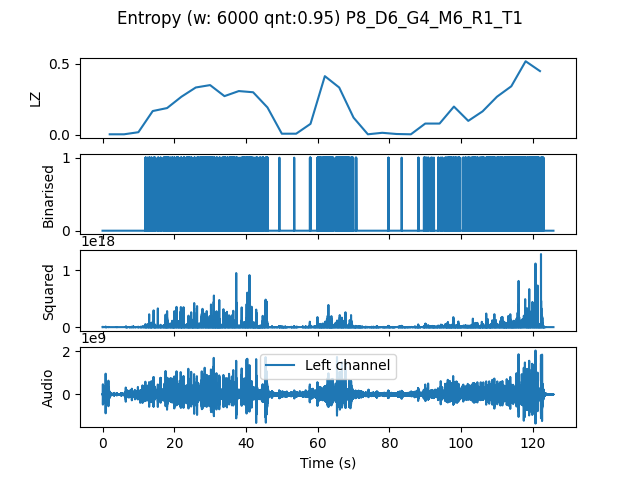 Entropy (w: 6000 qnt:0.95) P8_D6_G4_M6_R1_T1
0.5
LZ
0.0
1
Binarised
0
1e18
1
Squared
0
1e9
2
Left channel
Audio
0
0 20 40 60 80 100 120
Time (s)